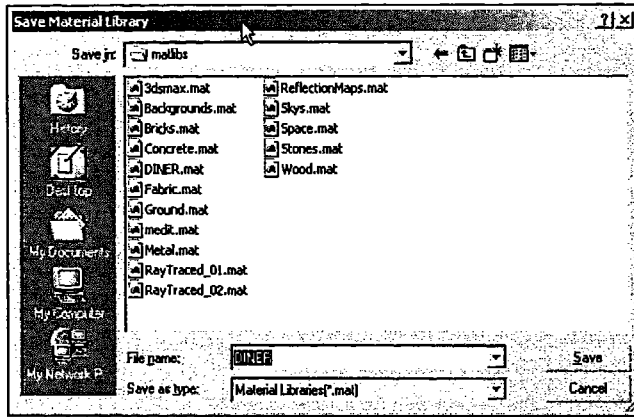 Save Material Library
Save in: matlibs
3dsmax.mat
Backgrounds.mat
Bricks.mat
Concrete.mat
DINER.mat
Fabric.mat
Ground.mat
medit.mat
Metal.mat
RayTraced_01.mat
RayTraced_02.mat
ReflectionMaps.mat
Skys.mat
Space.mat
Stones.mat
Wood.mat
History
Desktop
My Documents
My Computer
My Network P...
File name: DINER
Save
Save as type: Material Libraries(*.mat)
Cancel